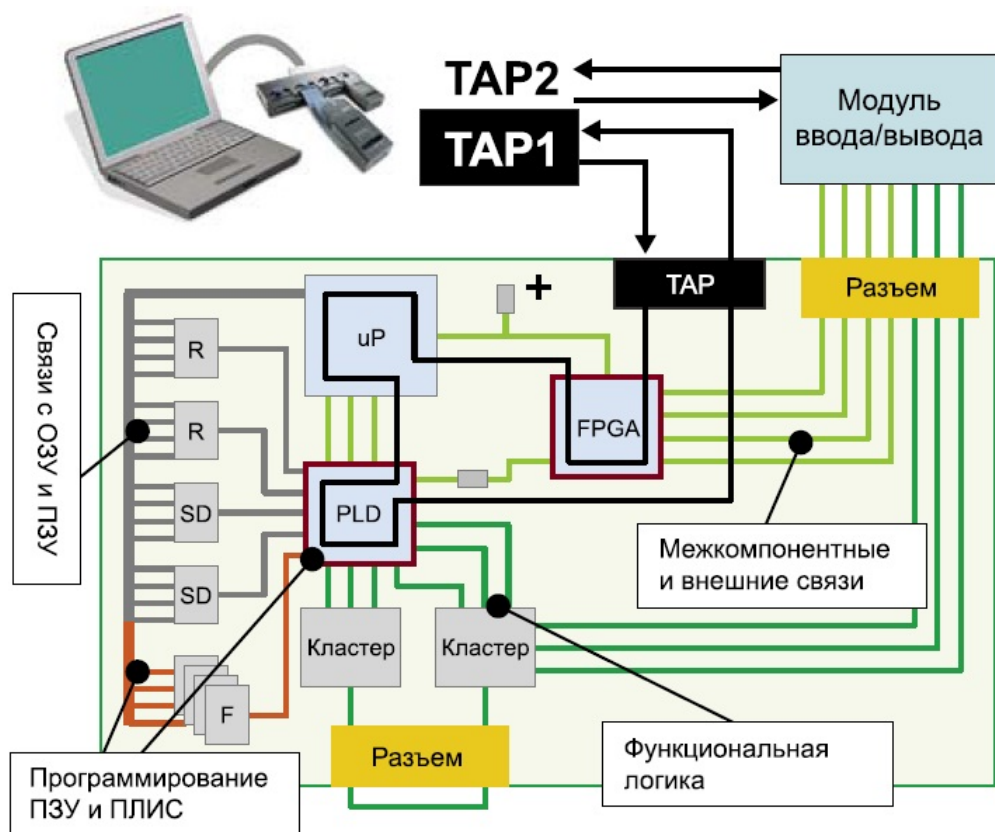 TAP2
TAP1
Модуль
ввода/вывода
TAP
Разъем
Связи с ОЗУ и ПЗУ
uP
+
R
R
FPGA
SD
PLD
SD
Межкомпонентные
и внешние связи
Кластер
Кластер
F
Разъем
Функциональная
логика
Программирование
ПЗУ и ПЛИС